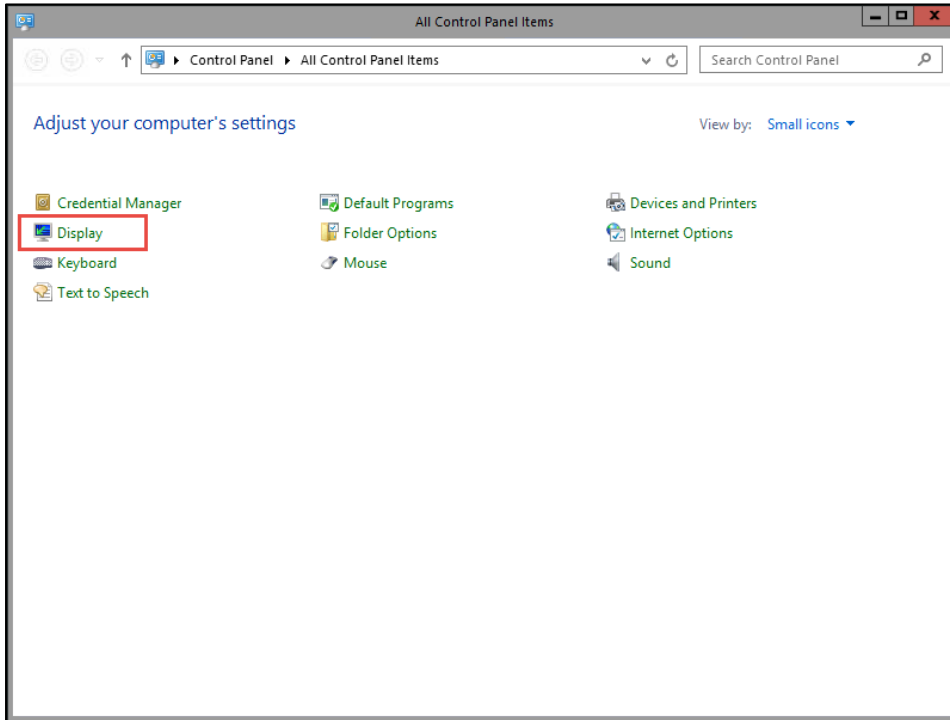 All Control Panel Items
Control Panel All Control Panel Items
Search Control Panel
Adjust your computer's settings
View by: Small icons
Credential Manager
Default Programs
Devices and Printers
Display
Folder Options
Internet Options
Keyboard
Mouse
Sound
Text to Speech